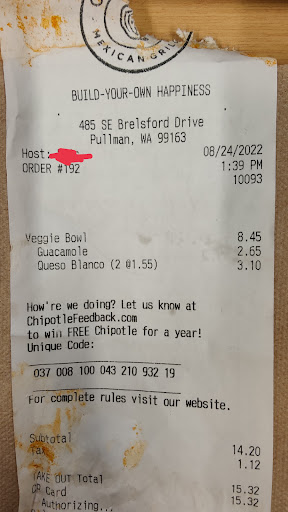 MEXICAN GRILL
BUILD-YOUR-OWN HAPPINESS
485 SE Brelsford Drive
Pullman, WA 99163
Host: 08/24/2022
ORDER #192 1:39 PM
10093
Veggie Bowl 8.45
Guacamole 2.65
Queso Blanco (2 @1.55) 3.10
How're we doing? Let us know at
ChipotleFeedback.com
to win FREE Chipotle for a year!
Unique Code:
037 008 100 043 210 932 19
For complete rules visit our website.
Subtotal 14.20
Tax 1.12
TAKE OUT Total 15.32
CR Card 15.32
Authorizing...